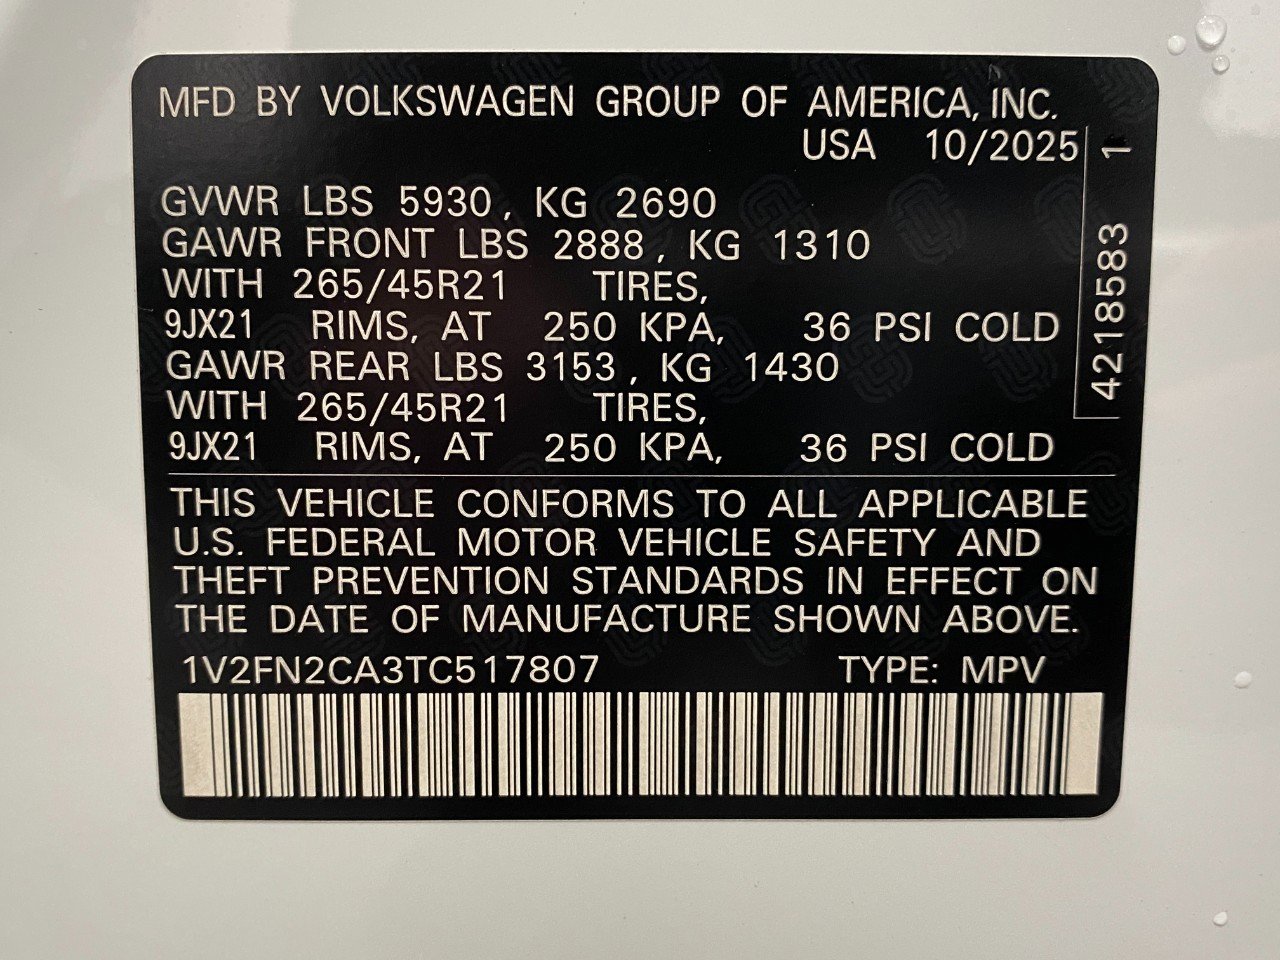 MFD BY VOLKSWAGEN GROUP OF AMERICA, INC.
USA 10/2025
GVWR LBS 5930, KG 2690
GAWR FRONT LBS 2888, KG 1310
WITH 265/45R21 TIRES,
9JX21 RIMS, AT 250 KPA, 36 PSI COLD
GAWR REAR LBS 3153, KG 1430
WITH 265/45R21 TIRES,
9JX21 RIMS, AT 250 KPA, 36 PSI COLD
4218583 1
THIS VEHICLE CONFORMS TO ALL APPLICABLE
U.S. FEDERAL MOTOR VEHICLE SAFETY AND
THEFT PREVENTION STANDARDS IN EFFECT ON
THE DATE OF MANUFACTURE SHOWN ABOVE.
1V2FN2CA3TC517807 TYPE: MPV